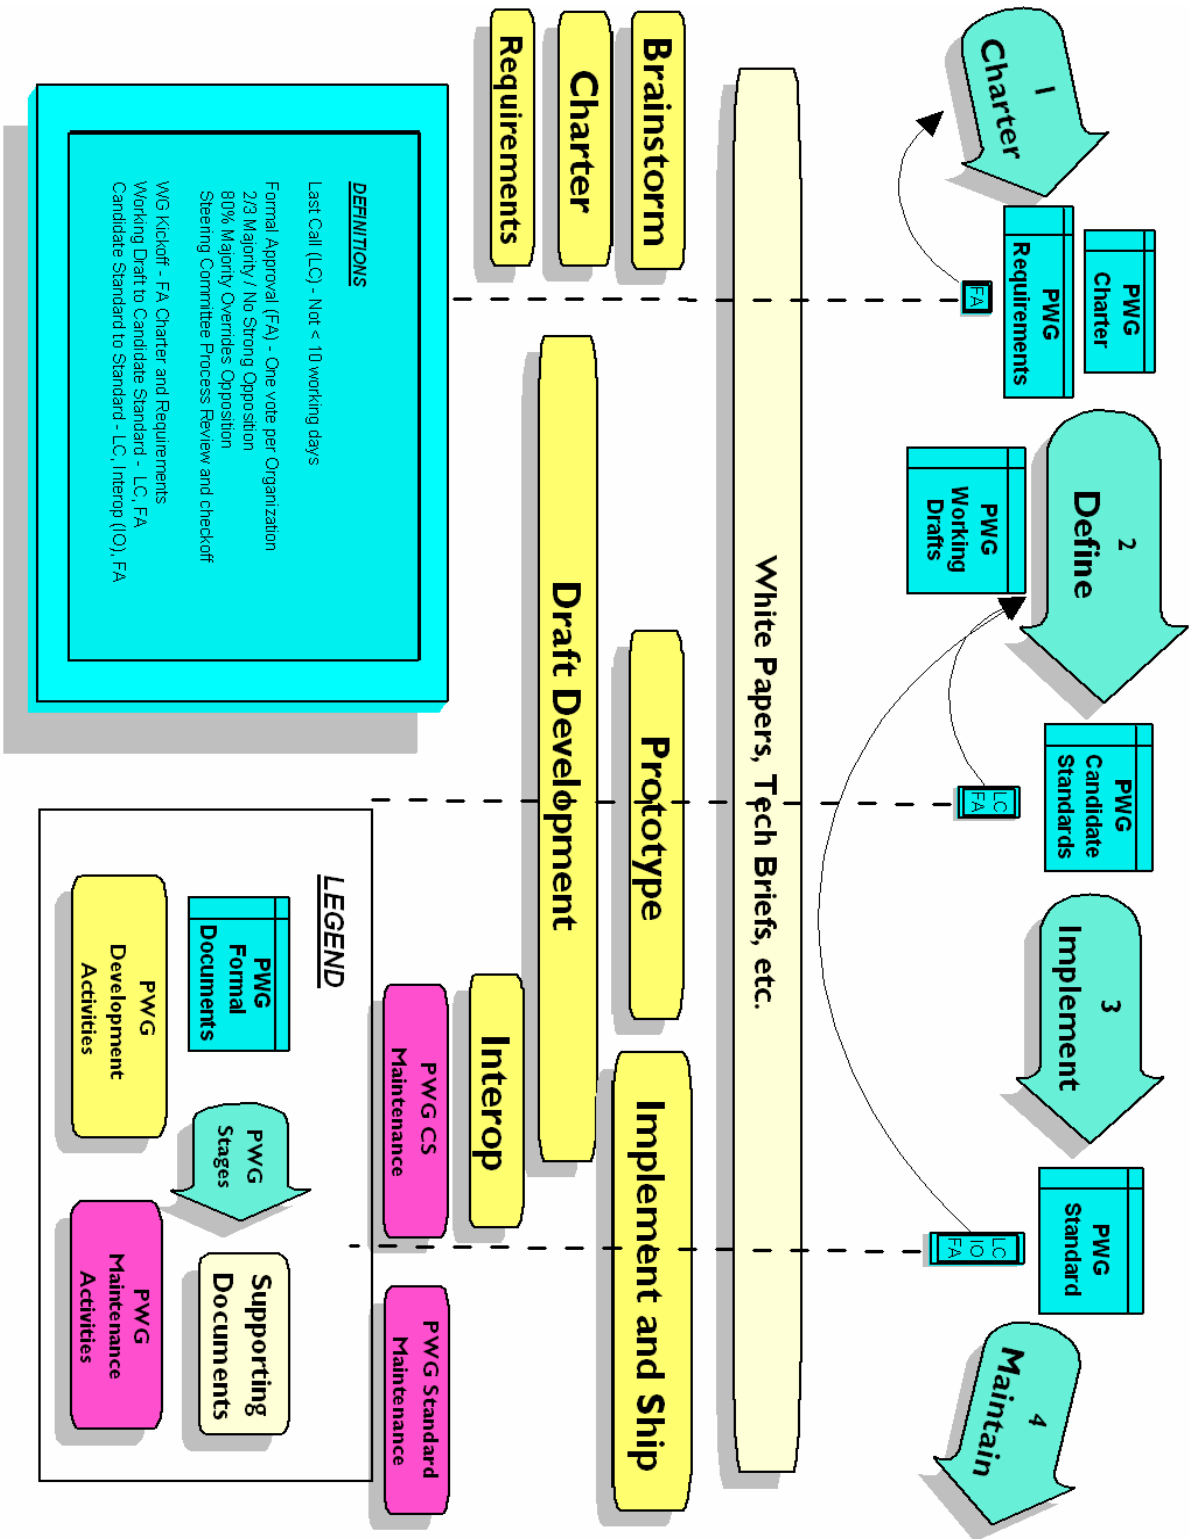 1
Charter
PWG
Charter
PWG
Requirements
FA
2
Define
PWG
Working
Drafts
PWG
Candidate
Standards
LC
FA
3
Implement
PWG
Standard
LC
IO
FA
4
Maintain
White Papers, Tech Briefs, etc.
Brainstorm
Charter
Requirements
Prototype
Draft Development
Implement and Ship
Interop
PWG CS
Maintenance
PWG Standard
Maintenance
DEFINITIONS
Last Call (LC) - Not < 10 working days
Formal Approval (FA) - One vote per Organization
2/3 Majority / No Strong Opposition
80% Majority Overrides Opposition
Steering Committee Process Review and checkoff
WG Kickoff - FA Charter and Requirements
Working Draft to Candidate Standard - LC, FA
Candidate Standard to Standard - LC, Interop (IO), FA
LEGEND
PWG
Formal
Documents
PWG
Stages
Supporting
Documents
PWG
Development
Activities
PWG
Maintenance
Activities